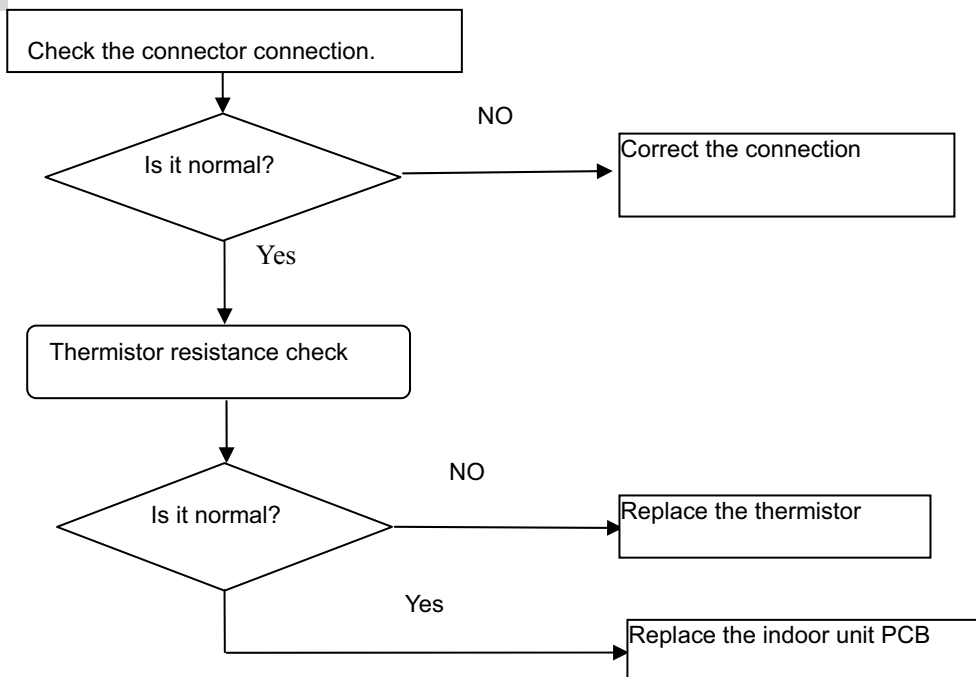 Check the connector connection.
NO
Is it normal?
Correct the connection
Yes
Thermistor resistance check
NO
Is it normal?
Replace the thermistor
Yes
Replace the indoor unit PCB